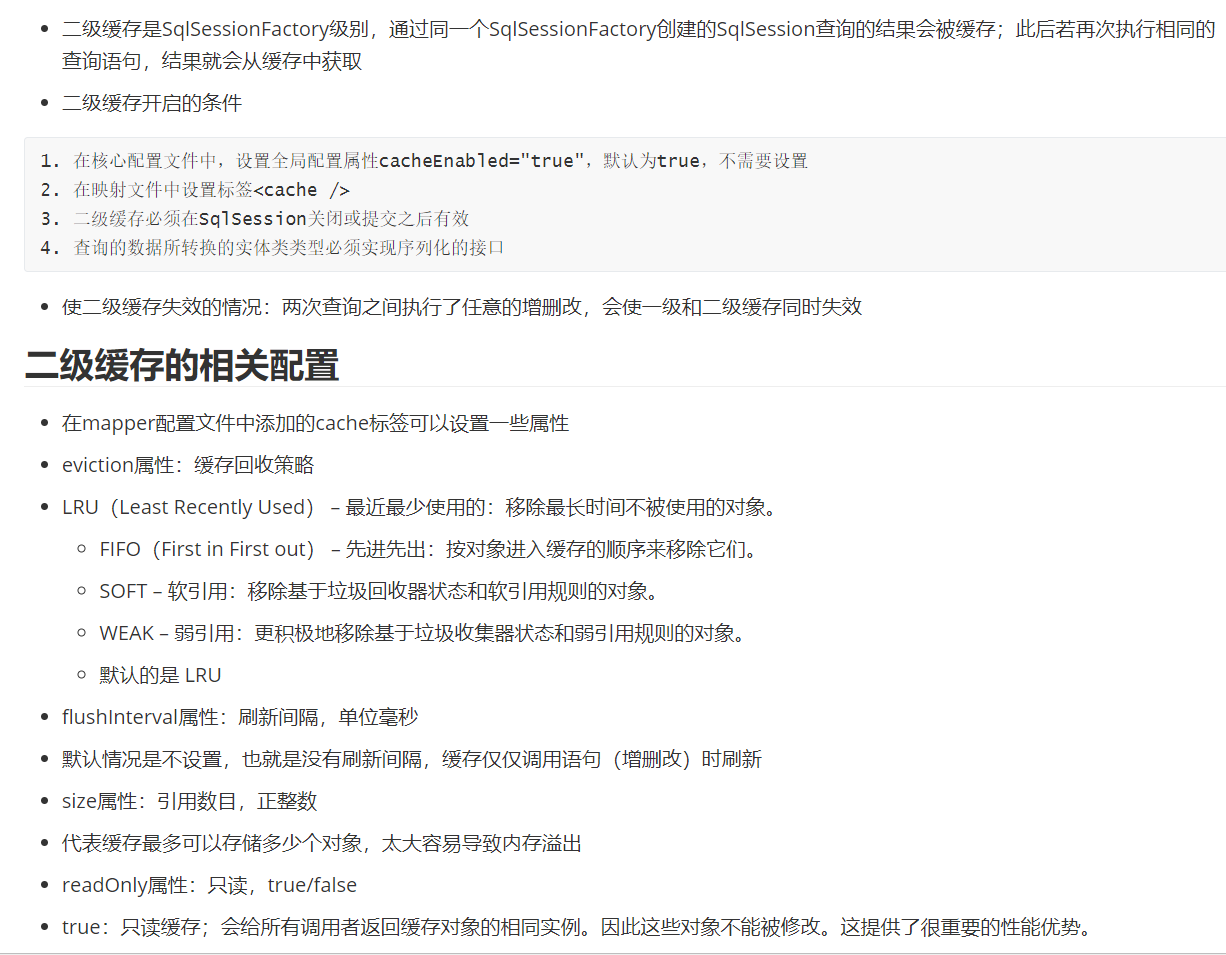 二级缓存是SqlSessionFactory级别，通过同一个SqlSessionFactory创建的SqlSession查询的结果会被缓存；此后若再次执行相同的
查询语句，结果就会从缓存中获取
二级缓存开启的条件
1. 在核心配置文件中，设置全局配置属性cacheEnabled="true"，默认为true，不需要设置
2. 在映射文件中设置标签<cache />
3. 二级缓存必须在SqlSession关闭或提交之后有效
4. 查询的数据所转换的实体类类型必须实现序列化的接口
使二级缓存失效的情况：两次查询之间执行了任意的增删改，会使一级和二级缓存同时失效
二级缓存的相关配置
在mapper配置文件中添加的cache标签可以设置一些属性
eviction属性：缓存回收策略
LRU（Least Recently Used） – 最近最少使用的：移除最长时间不被使用的对象。
FIFO（First in First out） – 先进先出：按对象进入缓存的顺序来移除它们。
SOFT – 软引用：移除基于垃圾回收器状态和软引用规则的对象。
WEAK – 弱引用：更积极地移除基于垃圾收集器状态和弱引用规则的对象。
默认的是 LRU
flushInterval属性：刷新间隔，单位毫秒
默认情况是不设置，也就是没有刷新间隔，缓存仅仅调用语句（增删改）时刷新
size属性：引用数目，正整数
代表缓存最多可以存储多少个对象，太大容易导致内存溢出
readOnly属性：只读，true/false
true：只读缓存；会给所有调用者返回缓存对象的相同实例。因此这些对象不能被修改。这提供了很重要的性能优势。